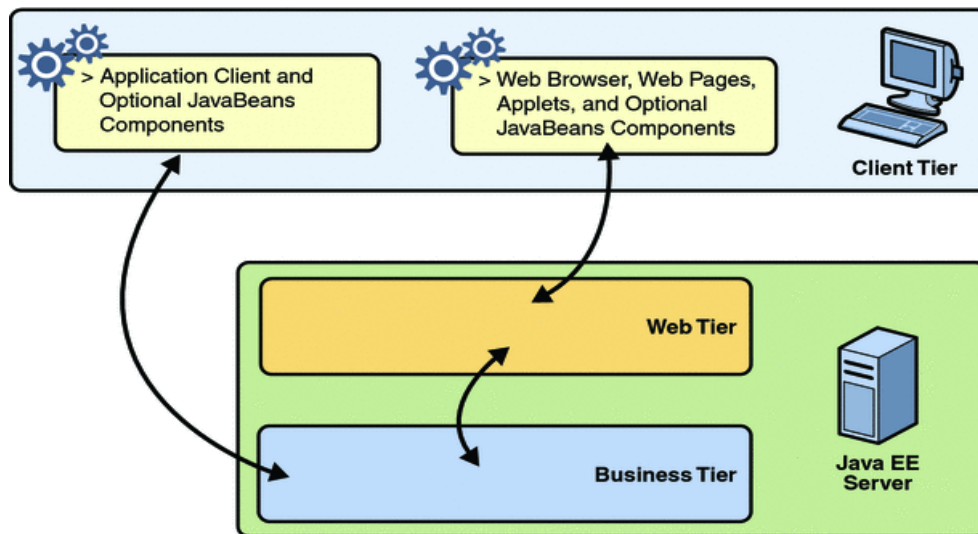 > Application Client and
Optional JavaBeans
Components
> Web Browser, Web Pages,
Applets, and Optional
JavaBeans Components
Client Tier
Web Tier
Business Tier
Java EE
Server